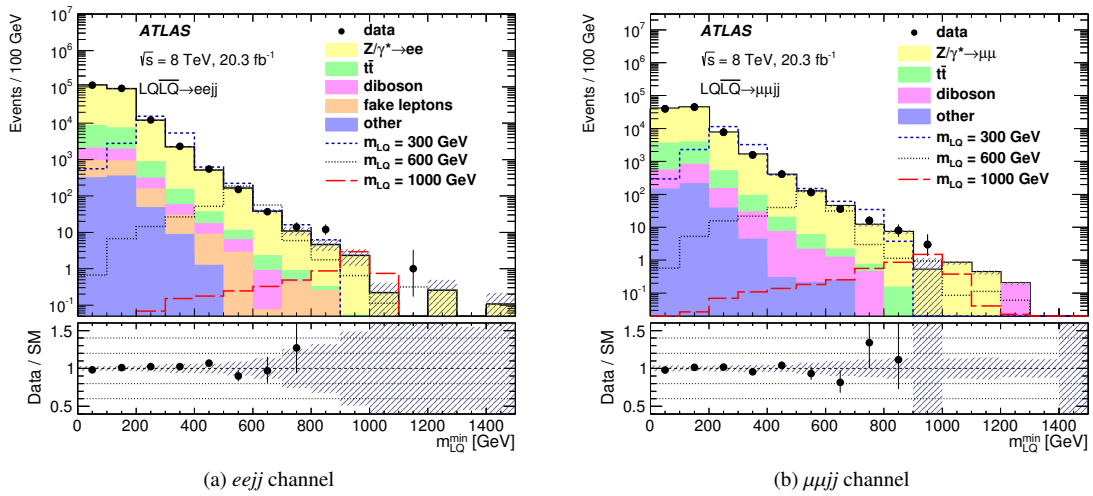 Events / 100 GeV
10⁷
10⁶
10⁵
10⁴
10³
10²
10
1
10⁻¹
ATLAS
√s = 8 TeV, 20.3 fb⁻¹
LQL̅Q̅→eejj
data
Z/γ*→ee
tt̄
diboson
fake leptons
other
m_LQ = 300 GeV
m_LQ = 600 GeV
m_LQ = 1000 GeV
Data / SM
1.5
1
0.5
0 200 400 600 800 1000 1200 1400
m_LQ^min [GeV]
(a) eejj channel
Events / 100 GeV
10⁷
10⁶
10⁵
10⁴
10³
10²
10
1
10⁻¹
ATLAS
√s = 8 TeV, 20.3 fb⁻¹
LQL̅Q̅→μμjj
data
Z/γ*→μμ
tt̄
diboson
other
m_LQ = 300 GeV
m_LQ = 600 GeV
m_LQ = 1000 GeV
Data / SM
1.5
1
0.5
0 200 400 600 800 1000 1200 1400
m_LQ^min [GeV]
(b) μμjj channel